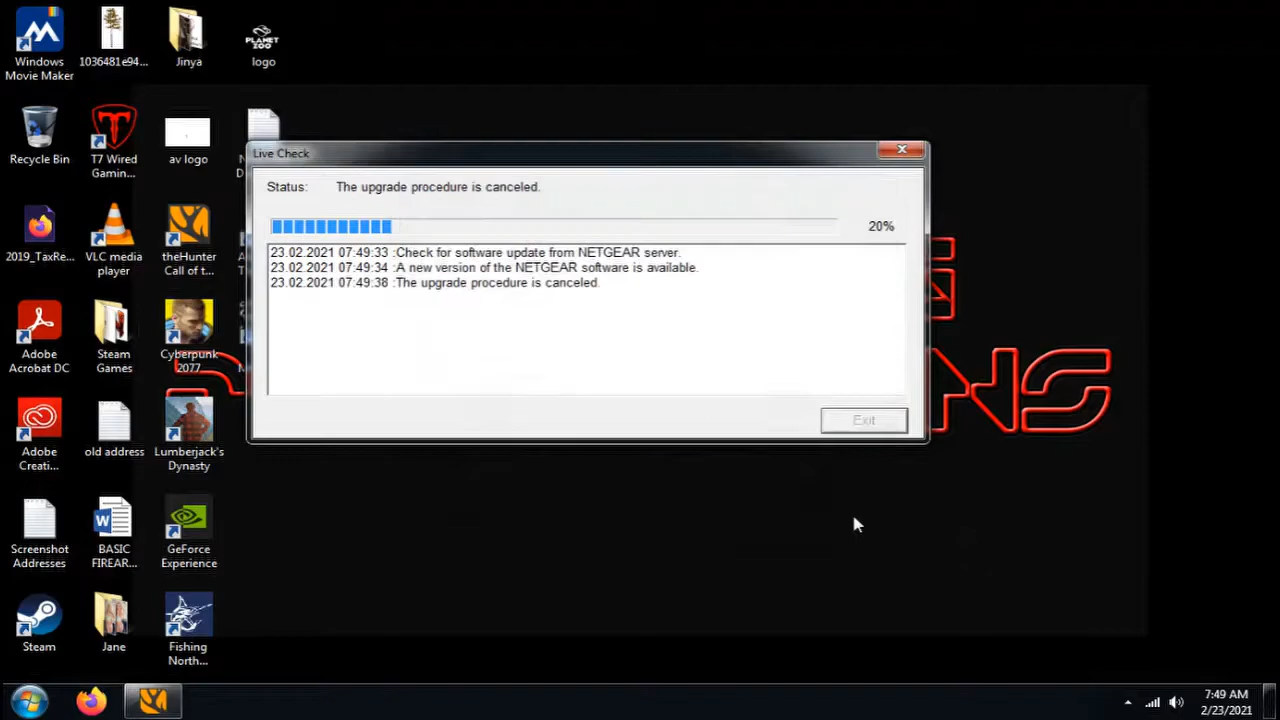 Windows
Movie Maker
1036481e94...
Jinya
PLANET
ZOO
logo
Recycle Bin
T7 Wired
Gamin...
av logo
Live Check
Status: The upgrade procedure is canceled.
20%
23.02.2021 07:49:33 :Check for software update from NETGEAR server.
23.02.2021 07:49:34 :A new version of the NETGEAR software is available.
23.02.2021 07:49:38 :The upgrade procedure is canceled.
Exit
2019_TaxRe...
VLC media
player
theHunter
Call of t...
Adobe
Acrobat DC
Steam
Games
Cyberpunk
2077
NS
Adobe
Creati...
old address
Lumberjack's
Dynasty
Screenshot
Addresses
BASIC
FIREAR...
GeForce
Experience
Steam
Jane
Fishing
North...
7:49 AM
2/23/2021